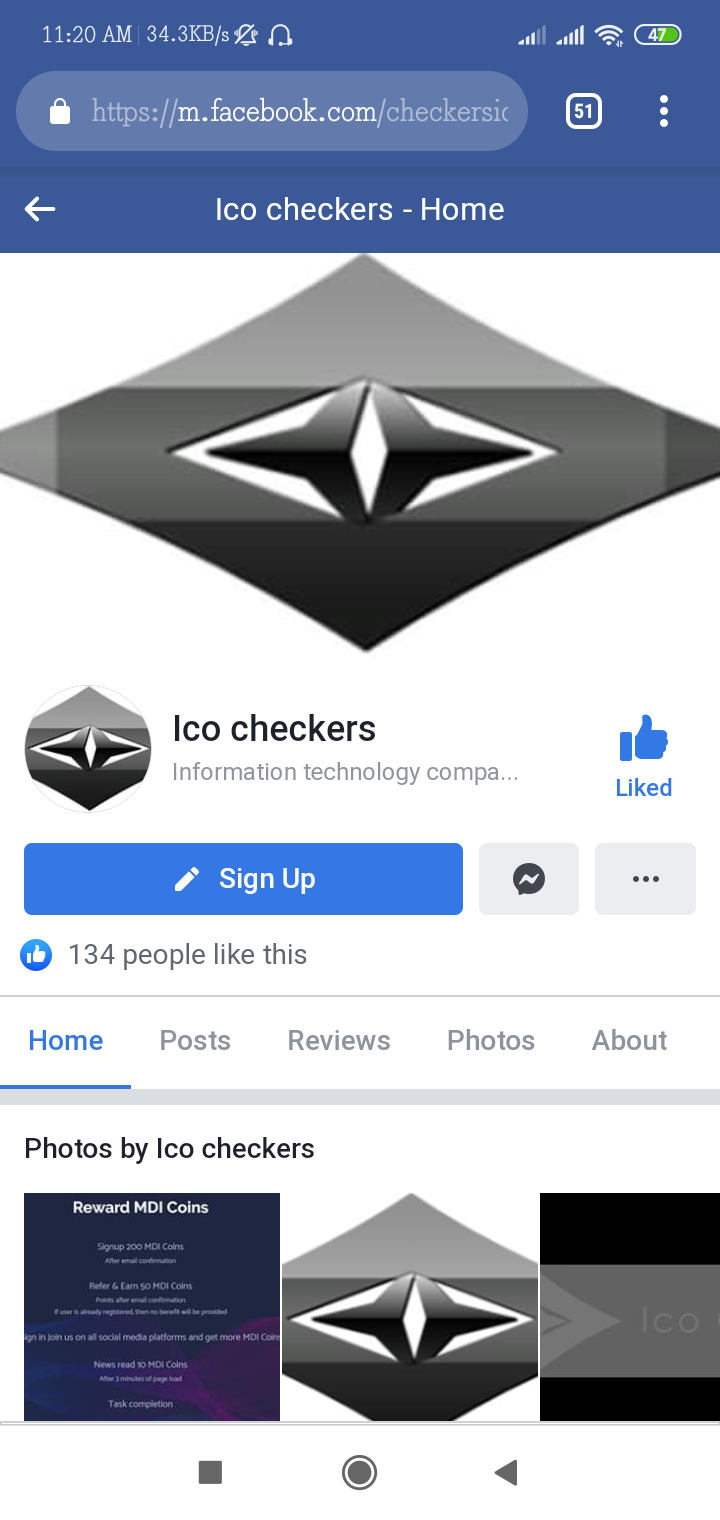 11:20 AM 34.3KB/s 47
https://m.facebook.com/checkersic
51
Ico checkers - Home
Ico checkers
Information technology compa...
Liked
Sign Up
134 people like this
Home Posts Reviews Photos About
Photos by Ico checkers
Reward MDI Coins
Signup 200 MDI Coins
After email confirmation
Refer & Earn 50 MDI Coins
Points after email confirmation
If user is already registered, then no benefit will be provided
ign in Join us on all social media platforms and get more MDI Coins
News read 10 MDI Coins
After 3 minutes of page load
Task completion
Ico